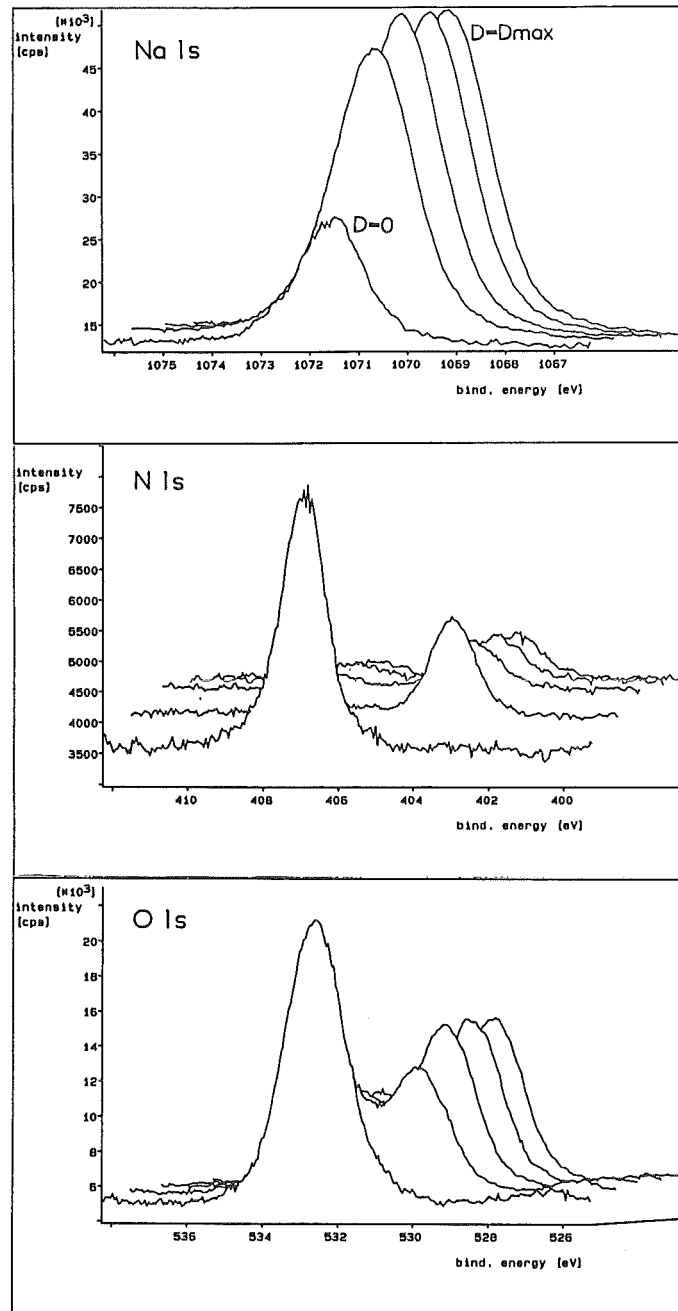 [×10³]
intensity
[cps]
Na 1s
D=Dmax
D=0
45
40
35
30
25
20
15
1075 1074 1073 1072 1071 1070 1069 1068 1067
bind. energy [eV]
intensity
[cps]
N 1s
7500
7000
6500
6000
5500
5000
4500
4000
3500
410 408 406 404 402 400
bind. energy [eV]
[×10³]
intensity
[cps]
O 1s
20
18
16
14
12
10
8
6
536 534 532 530 528 526
bind. energy [eV]